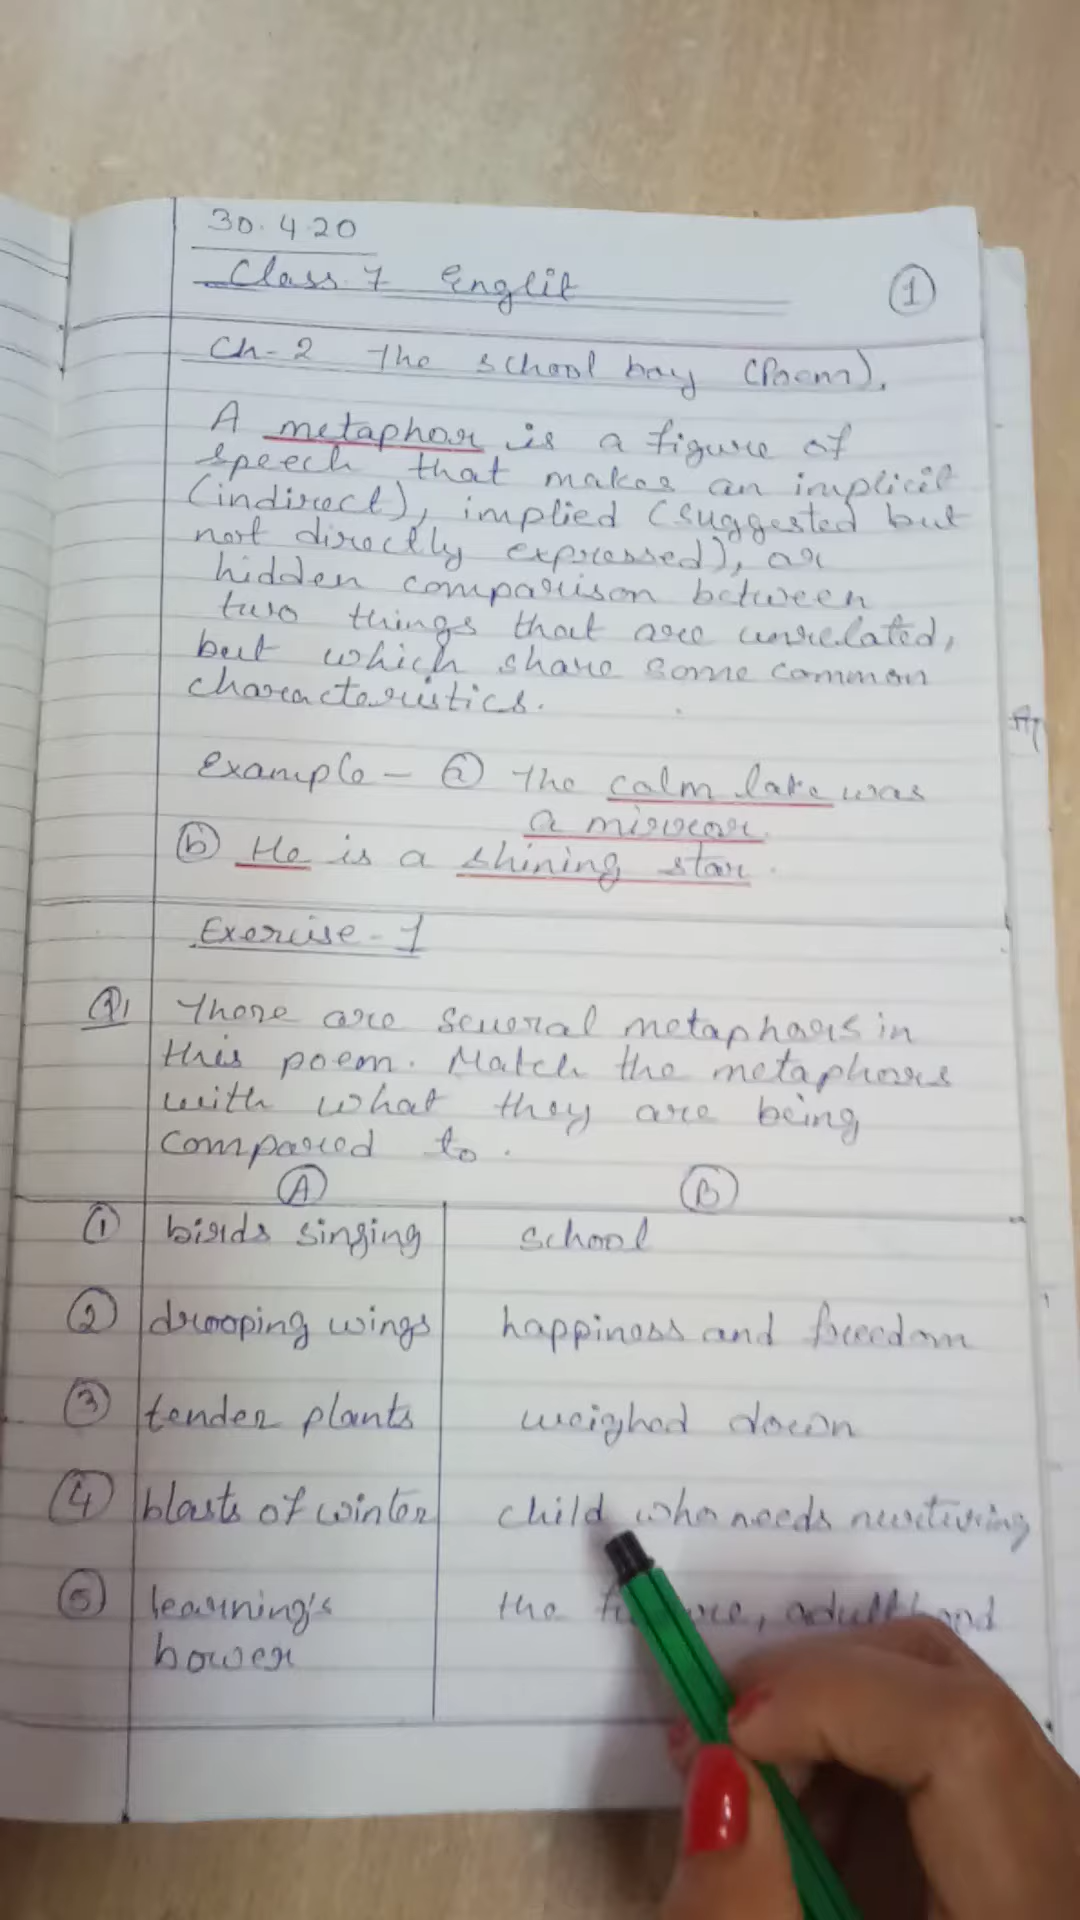 30.4.20
Class 7 Englit
1
Ch-2 The school boy (Poem).
A metaphor is a figure of
speech that makes an implicit
(indirect), implied (suggested but
not directly expressed), or
hidden comparison between
two things that are unrelated,
but which share some common
characteristics.
Example - a The calm lake was
a mirror.
b He is a shining star.
Exercise-1
Q1 There are several metaphors in
this poem. Match the metaphors
with what they are being
compared to.
A B
1 birds singing school
2 drooping wings happiness and freedom
3 tender plants weighed down
4 blasts of winter child who needs nurturing
5 learning's the adulthood
bower